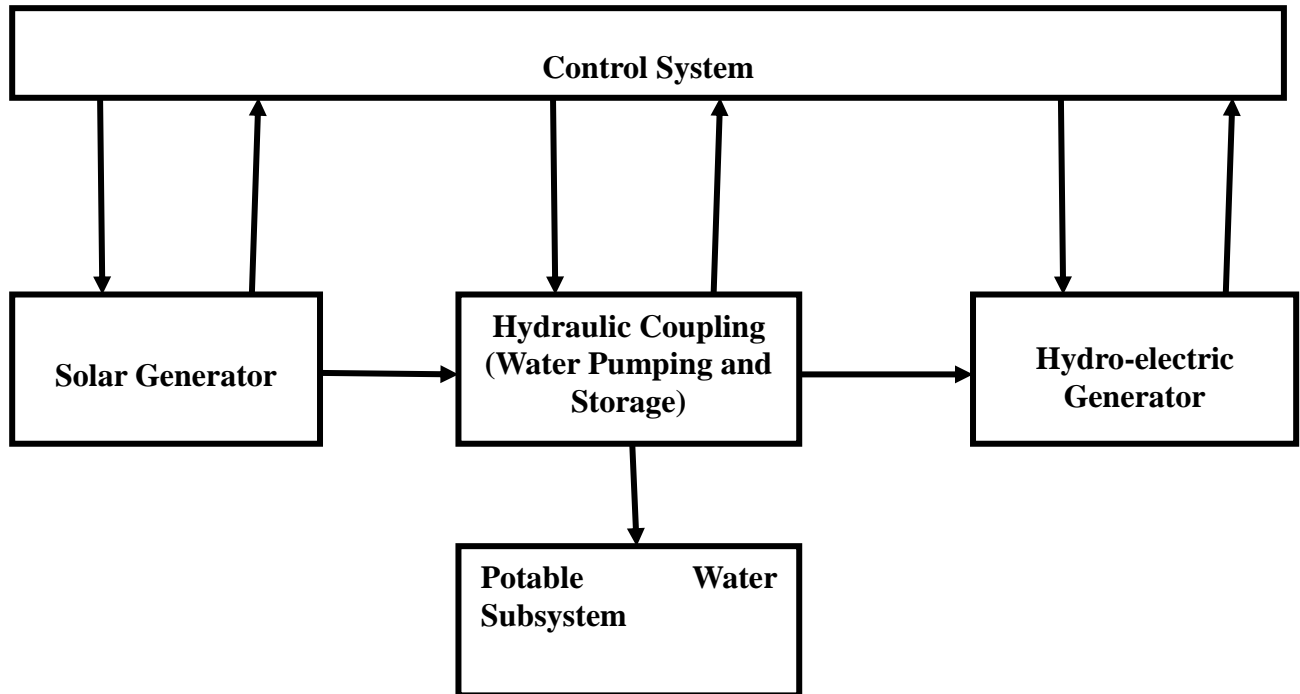 Control System
Solar Generator
Hydraulic Coupling
(Water Pumping and
Storage)
Hydro-electric
Generator
Potable Water
Subsystem